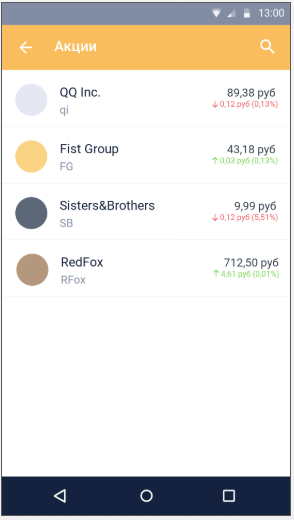 13:00
Акции
QQ Inc.
89,38 руб
qi
↓0,12 руб (0,13%)
Fist Group
43,18 руб
FG
↑0,03 руб (0,13%)
Sisters&Brothers
9,99 руб
SB
↓0,12 руб (5,51%)
RedFox
712,50 руб
RFox
↑4,61 руб (0,01%)